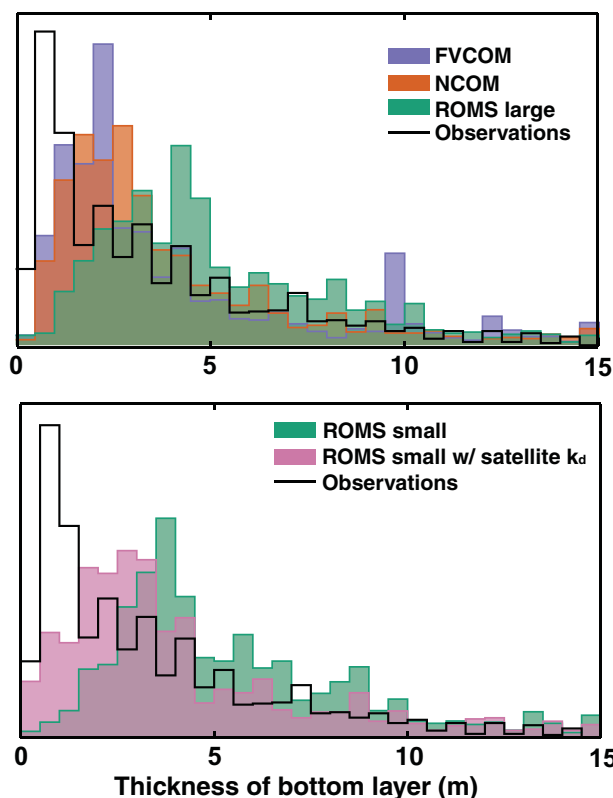 FVCOM
NCOM
ROMS large
Observations
0 5 10 15
ROMS small
ROMS small w/ satellite kd
Observations
0 5 10 15
Thickness of bottom layer (m)